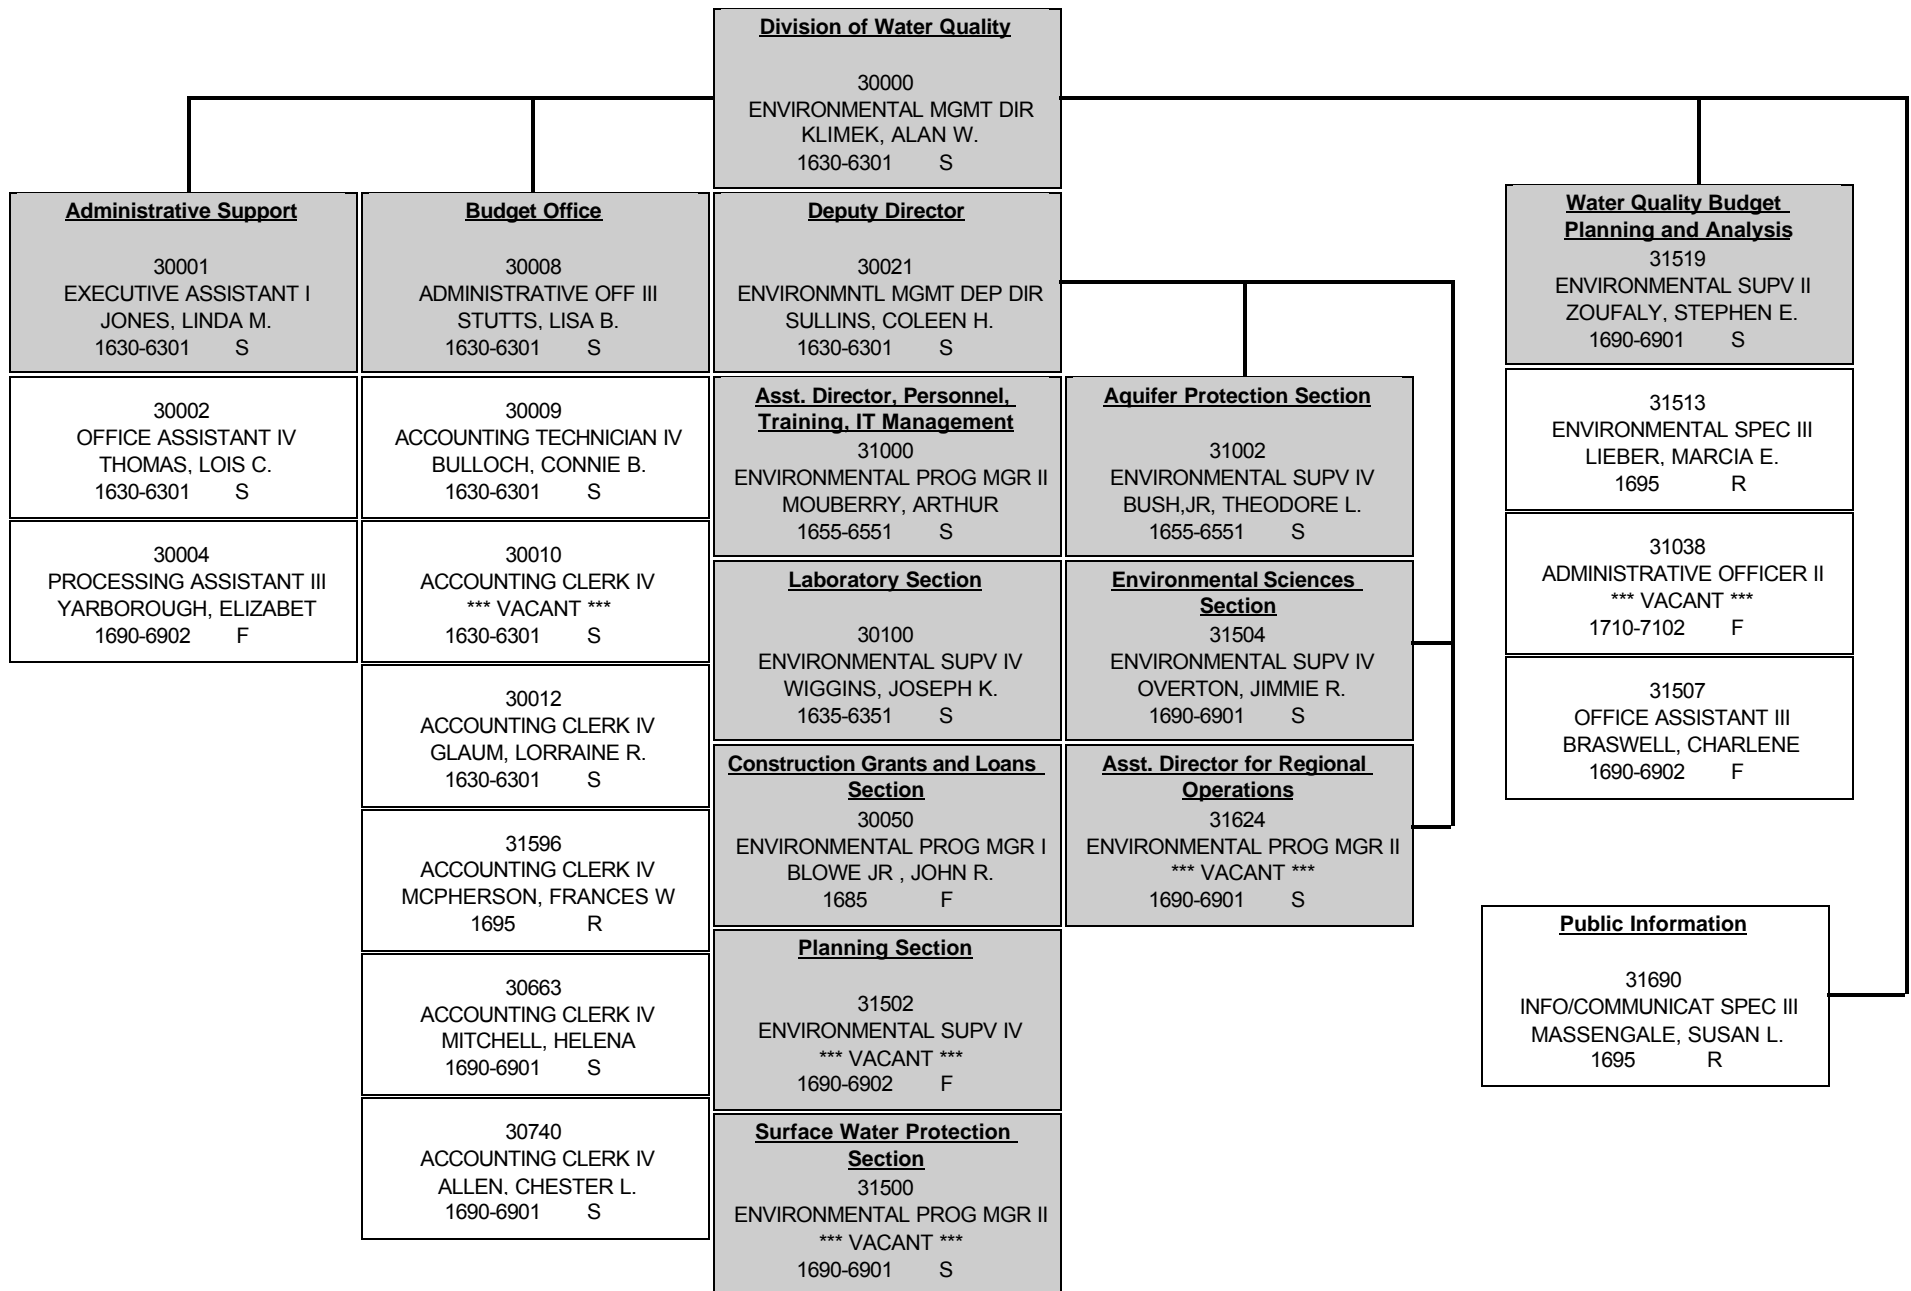 Division of Water Quality
30000
ENVIRONMENTAL MGMT DIR
KLIMEK, ALAN W.
1630-6301 S
Administrative Support
30001
EXECUTIVE ASSISTANT I
JONES, LINDA M.
1630-6301 S
30002
OFFICE ASSISTANT IV
THOMAS, LOIS C.
1630-6301 S
30004
PROCESSING ASSISTANT III
YARBOROUGH, ELIZABET
1690-6902 F
Budget Office
30008
ADMINISTRATIVE OFF III
STUTTS, LISA B.
1630-6301 S
30009
ACCOUNTING TECHNICIAN IV
BULLOCH, CONNIE B.
1630-6301 S
30010
ACCOUNTING CLERK IV
*** VACANT ***
1630-6301 S
30012
ACCOUNTING CLERK IV
GLAUM, LORRAINE R.
1630-6301 S
31596
ACCOUNTING CLERK IV
MCPHERSON, FRANCES W
1695 R
30663
ACCOUNTING CLERK IV
MITCHELL, HELENA
1690-6901 S
30740
ACCOUNTING CLERK IV
ALLEN, CHESTER L.
1690-6901 S
Deputy Director
30021
ENVIRONMNTL MGMT DEP DIR
SULLINS, COLEEN H.
1630-6301 S
Asst. Director, Personnel,
Training, IT Management
31000
ENVIRONMENTAL PROG MGR II
MOUBERRY, ARTHUR
1655-6551 S
Laboratory Section
30100
ENVIRONMENTAL SUPV IV
WIGGINS, JOSEPH K.
1635-6351 S
Construction Grants and Loans
Section
30050
ENVIRONMENTAL PROG MGR I
BLOWE JR , JOHN R.
1685 F
Planning Section
31502
ENVIRONMENTAL SUPV IV
*** VACANT ***
1690-6902 F
Surface Water Protection
Section
31500
ENVIRONMENTAL PROG MGR II
*** VACANT ***
1690-6901 S
Aquifer Protection Section
31002
ENVIRONMENTAL SUPV IV
BUSH,JR, THEODORE L.
1655-6551 S
Environmental Sciences
Section
31504
ENVIRONMENTAL SUPV IV
OVERTON, JIMMIE R.
1690-6901 S
Asst. Director for Regional
Operations
31624
ENVIRONMENTAL PROG MGR II
*** VACANT ***
1690-6901 S
Water Quality Budget
Planning and Analysis
31519
ENVIRONMENTAL SUPV II
ZOUFALY, STEPHEN E.
1690-6901 S
31513
ENVIRONMENTAL SPEC III
LIEBER, MARCIA E.
1695 R
31038
ADMINISTRATIVE OFFICER II
*** VACANT ***
1710-7102 F
31507
OFFICE ASSISTANT III
BRASWELL, CHARLENE
1690-6902 F
Public Information
31690
INFO/COMMUNICAT SPEC III
MASSENGALE, SUSAN L.
1695 R